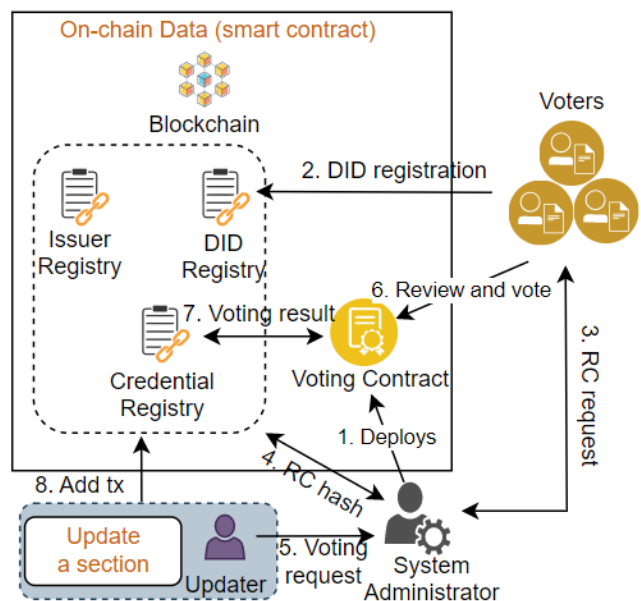 On-chain Data (smart contract)
Blockchain
Voters
2. DID registration
Issuer
Registry
DID
Registry
6. Review and vote
7. Voting result
Credential
Registry
Voting Contract
3. RC request
1. Deploys
4. RC hash
8. Add tx
Update
a section
Updater
5. Voting
request
System
Administrator